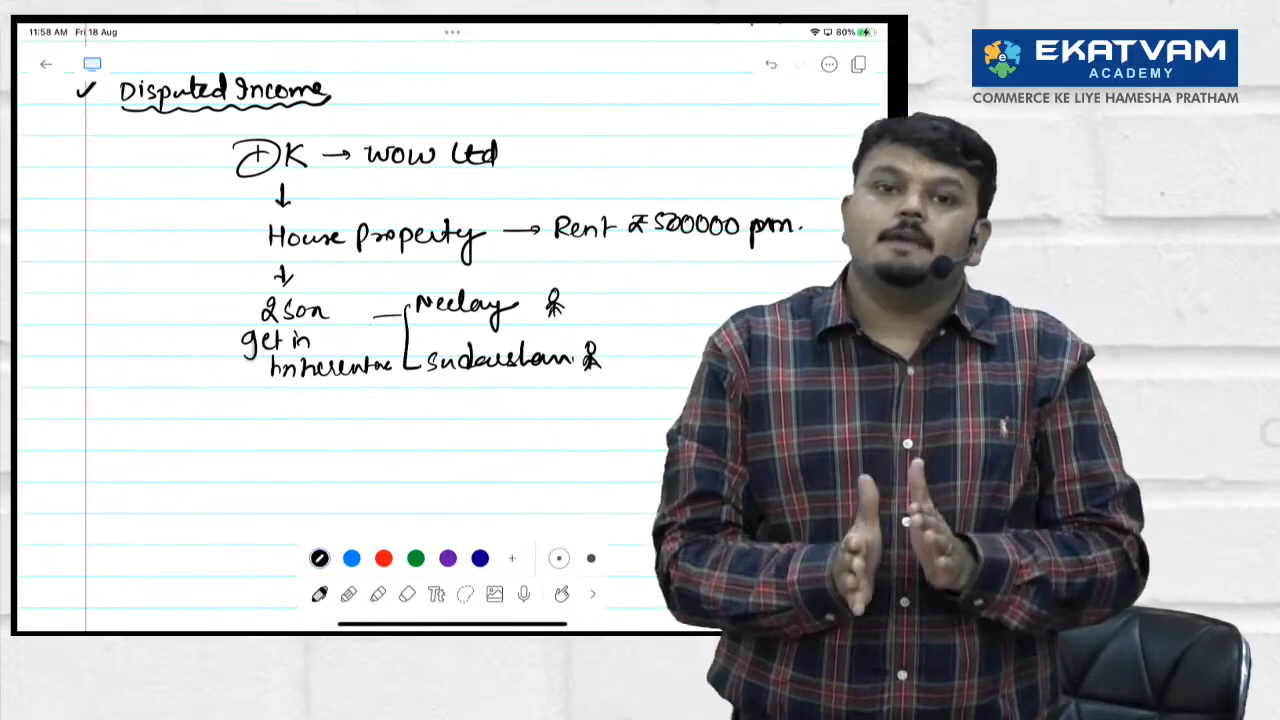 11:58 AM Fri 18 Aug
80%
EKATVAM
ACADEMY
COMMERCE KE LIYE HAMESHA PRATHAM
✓ Disputed Income
DK → WOW Ltd
↓
House Property → Rent ₹ 500000 pm.
↓
2 Son
Neelay
get in
Sudarshan